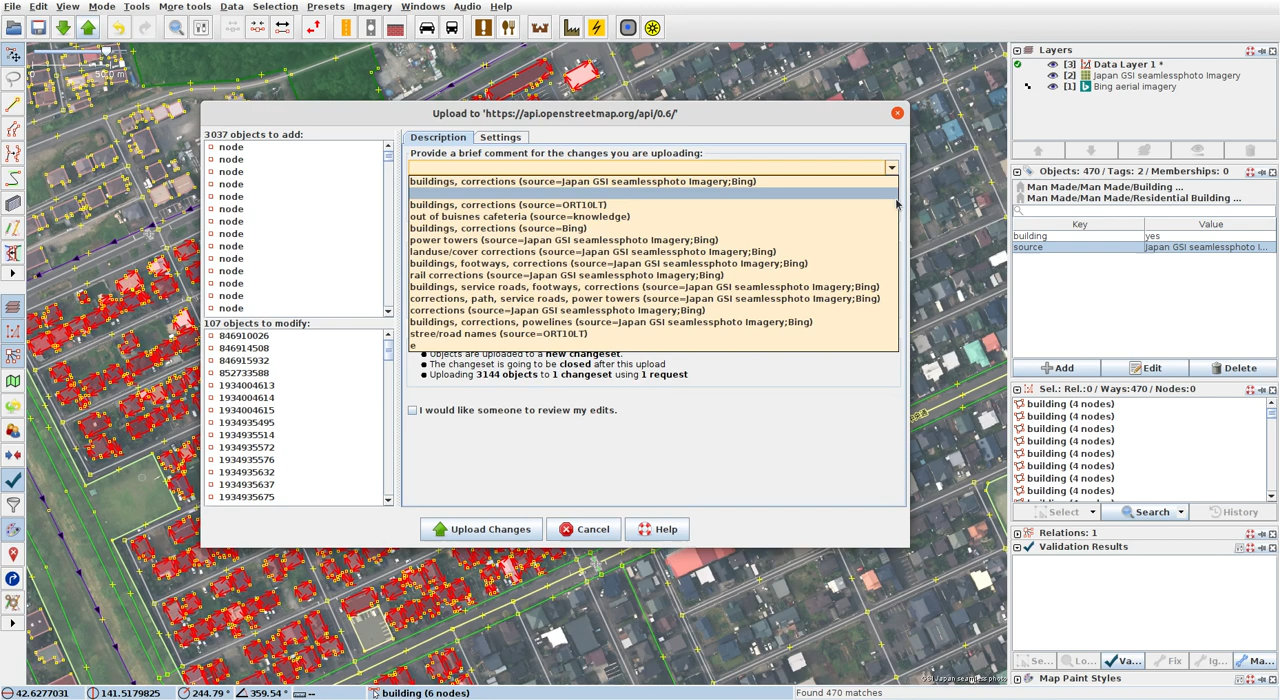 File Edit View Mode Tools More tools Data Selection Presets Imagery Windows Audio Help
50.0 m
0
Upload to 'https://api.openstreetmap.org/api/0.6/'
3037 objects to add:
node
node
node
node
node
node
node
node
node
node
node
node
node
node
107 objects to modify:
846910026
846914508
846915932
852733588
1934004613
1934004614
1934004615
1934935495
1934935514
1934935572
1934935576
1934935632
1934935637
1934935675
Description
Settings
Provide a brief comment for the changes you are uploading:
buildings, corrections (source=Japan GSI seamlessphoto Imagery;Bing)
buildings, corrections (source=ORT10LT)
out of buisnes cafeteria (source=knowledge)
buildings, corrections (source=Bing)
power towers (source=Japan GSI seamlessphoto Imagery;Bing)
landuse/cover corrections (source=Japan GSI seamlessphoto Imagery;Bing)
buildings, footways, corrections (source=Japan GSI seamlessphoto Imagery;Bing)
rail corrections (source=Japan GSI seamlessphoto Imagery;Bing)
buildings, service roads, footways, corrections (source=Japan GSI seamlessphoto Imagery;Bing)
corrections, path, service roads, power towers (source=Japan GSI seamlessphoto Imagery;Bing)
corrections (source=Japan GSI seamlessphoto Imagery;Bing)
buildings, corrections, powelines (source=Japan GSI seamlessphoto Imagery;Bing)
stree/road names (source=ORT10LT)
e
Objects are uploaded to a new changeset.
The changeset is going to be closed after this upload
Uploading 3144 objects to 1 changeset using 1 request
I would like someone to review my edits.
Upload Changes
Cancel
Help
Layers
[3] Data Layer 1 *
[2] Japan GSI seamlessphoto Imagery
[1] Bing aerial imagery
Objects: 470 / Tags: 2 / Memberships: 0
Man Made/Man Made/Building ...
Man Made/Man Made/Residential Building ...
Key Value
building yes
source Japan GSI seamlessphoto I...
Add Edit Delete
Sel.: Rel.:0 / Ways:470 / Nodes:0
building (4 nodes)
building (4 nodes)
building (4 nodes)
building (4 nodes)
building (4 nodes)
building (4 nodes)
building (4 nodes)
building (4 nodes)
Select Search History
Relations: 1
Validation Results
Se... Lo... Va... Fix Ig... Ma...
Map Paint Styles
42.6277031 141.5179825 244.79 ° 359.54 ° -- building (6 nodes) Found 470 matches